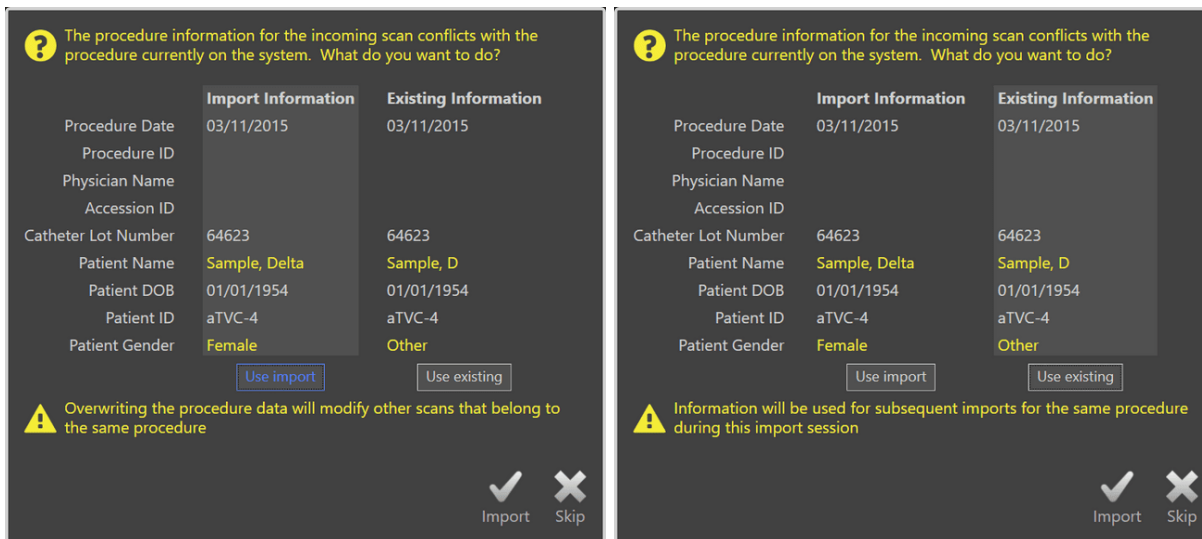 The procedure information for the incoming scan conflicts with the
procedure currently on the system.  What do you want to do?
Import Information Existing Information
Procedure Date 03/11/2015 03/11/2015
Procedure ID
Physician Name
Accession ID
Catheter Lot Number 64623 64623
Patient Name Sample, Delta Sample, D
Patient DOB 01/01/1954 01/01/1954
Patient ID aTVC-4 aTVC-4
Patient Gender Female Other
Use import Use existing
Overwriting the procedure data will modify other scans that belong to
the same procedure
Import Skip
The procedure information for the incoming scan conflicts with the
procedure currently on the system.  What do you want to do?
Import Information Existing Information
Procedure Date 03/11/2015 03/11/2015
Procedure ID
Physician Name
Accession ID
Catheter Lot Number 64623 64623
Patient Name Sample, Delta Sample, D
Patient DOB 01/01/1954 01/01/1954
Patient ID aTVC-4 aTVC-4
Patient Gender Female Other
Use import Use existing
Information will be used for subsequent imports for the same procedure
during this import session
Import Skip